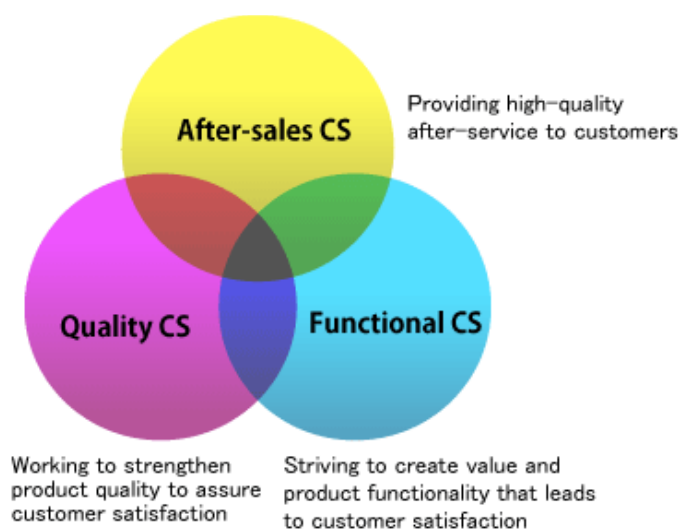 After-sales CS
Providing high-quality
after-service to customers
Quality CS
Functional CS
Working to strengthen
product quality to assure
customer satisfaction
Striving to create value and
product functionality that leads
to customer satisfaction